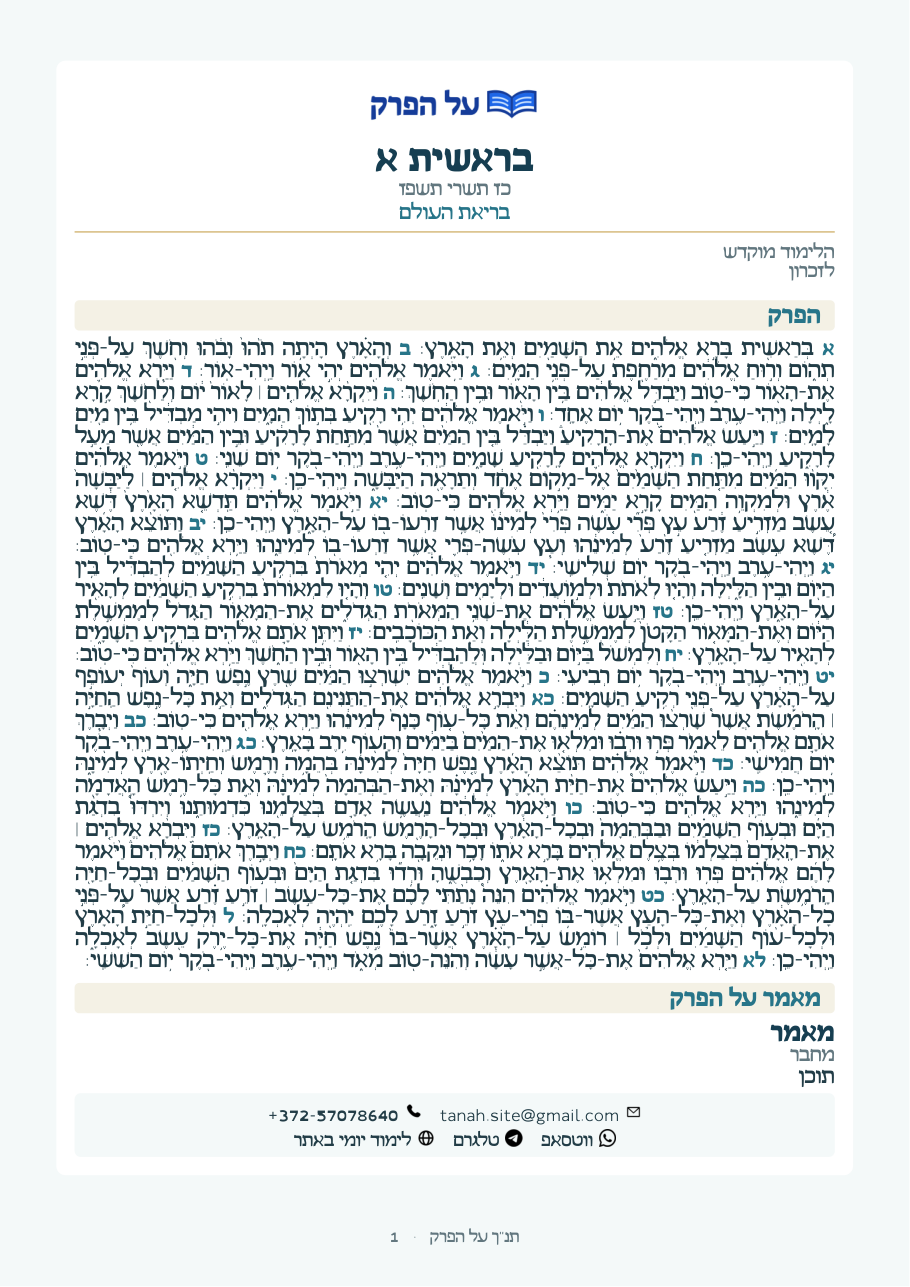 על הפרק
בראשית א
כז תשרי תשפז
בריאת העולם
הלימוד מוקדש
לזכרון
הפרק
א בְּרֵאשִׁ֖ית בָּרָ֣א אֱלֹהִ֑ים אֵ֥ת הַשָּׁמַ֖יִם וְאֵ֥ת הָאָֽרֶץ׃ ב וְהָאָ֗רֶץ הָיְתָ֥ה תֹ֙הוּ֙ וָבֹ֔הוּ וְחֹ֖שֶׁךְ עַל-פְּנֵ֣י
תְה֑וֹם וְר֣וּחַ אֱלֹהִ֔ים מְרַחֶ֖פֶת עַל-פְּנֵ֥י הַמָּֽיִם׃ ג וַיֹּ֥אמֶר אֱלֹהִ֖ים יְהִ֣י א֑וֹר וַֽיְהִי-אֽוֹר׃ ד וַיַּ֧רְא אֱלֹהִ֛ים
אֶת-הָא֖וֹר כִּי-ט֑וֹב וַיַּבְדֵּ֣ל אֱלֹהִ֔ים בֵּ֥ין הָא֖וֹר וּבֵ֥ין הַחֹֽשֶׁךְ׃ ה וַיִּקְרָ֨א אֱלֹהִ֤ים ׀ לָאוֹר֙ י֔וֹם וְלַחֹ֖שֶׁךְ קָ֣רָא
לָ֑יְלָה וַֽיְהִי-עֶ֥רֶב וַֽיְהִי-בֹ֖קֶר י֥וֹם אֶחָֽד׃ ו וַיֹּ֣אמֶר אֱלֹהִ֔ים יְהִ֥י רָקִ֖יעַ בְּת֣וֹךְ הַמָּ֑יִם וִיהִ֣י מַבְדִּ֔יל בֵּ֥ין מַ֖יִם
לָמָֽיִם׃ ז וַיַּ֣עַשׂ אֱלֹהִים֮ אֶת-הָרָקִיעַ֒ וַיַּבְדֵּ֗ל בֵּ֤ין הַמַּ֙יִם֙ אֲשֶׁר֙ מִתַּ֣חַת לָרָקִ֔יעַ וּבֵ֣ין הַמַּ֔יִם אֲשֶׁ֖ר מֵעַ֣ל
לָרָקִ֑יעַ וַֽיְהִי-כֵֽן׃ ח וַיִּקְרָ֧א אֱלֹהִ֛ים לָֽרָקִ֖יעַ שָׁמָ֑יִם וַֽיְהִי-עֶ֥רֶב וַֽיְהִי-בֹ֖קֶר י֥וֹם שֵׁנִֽי׃ ט וַיֹּ֣אמֶר אֱלֹהִ֗ים
יִקָּו֨וּ הַמַּ֜יִם מִתַּ֤חַת הַשָּׁמַ֙יִם֙ אֶל-מָק֣וֹם אֶחָ֔ד וְתֵרָאֶ֖ה הַיַּבָּשָׁ֑ה וַֽיְהִי-כֵֽן׃ י וַיִּקְרָ֨א אֱלֹהִ֤ים ׀ לַיַּבָּשָׁה֙
אֶ֔רֶץ וּלְמִקְוֵ֥ה הַמַּ֖יִם קָרָ֣א יַמִּ֑ים וַיַּ֥רְא אֱלֹהִ֖ים כִּי-טֽוֹב׃ יא וַיֹּ֣אמֶר אֱלֹהִ֗ים תַּֽדְשֵׁ֤א הָאָ֙רֶץ֙ דֶּ֔שֶׁא
עֵ֚שֶׂב מַזְרִ֣יעַ זֶ֔רַע עֵ֣ץ פְּרִ֞י עֹ֤שֶׂה פְּרִי֙ לְמִינ֔וֹ אֲשֶׁ֥ר זַרְעוֹ-ב֖וֹ עַל-הָאָ֑רֶץ וַֽיְהִי-כֵֽן׃ יב וַתּוֹצֵ֨א הָאָ֜רֶץ
דֶּ֠שֶׁא עֵ֣שֶׂב מַזְרִ֤יעַ זֶ֙רַע֙ לְמִינֵ֔הוּ וְעֵ֧ץ עֹֽשֶׂה-פְּרִ֛י אֲשֶׁ֥ר זַרְעוֹ-ב֖וֹ לְמִינֵ֑הוּ וַיַּ֥רְא אֱלֹהִ֖ים כִּי-טֽוֹב׃
יג וַֽיְהִי-עֶ֥רֶב וַֽיְהִי-בֹ֖קֶר י֥וֹם שְׁלִישִֽׁי׃ יד וַיֹּ֣אמֶר אֱלֹהִ֗ים יְהִ֤י מְאֹרֹת֙ בִּרְקִ֣יעַ הַשָּׁמַ֔יִם לְהַבְדִּ֕יל בֵּ֥ין
הַיּ֖וֹם וּבֵ֣ין הַלָּ֑יְלָה וְהָי֤וּ לְאֹתֹת֙ וּלְמ֣וֹעֲדִ֔ים וּלְיָמִ֖ים וְשָׁנִֽים׃ טו וְהָי֤וּ לִמְאוֹרֹת֙ בִּרְקִ֣יעַ הַשָּׁמַ֔יִם לְהָאִ֖יר
עַל-הָאָ֑רֶץ וַֽיְהִי-כֵֽן׃ טז וַיַּ֣עַשׂ אֱלֹהִ֔ים אֶת-שְׁנֵ֥י הַמְּאֹרֹ֖ת הַגְּדֹלִ֑ים אֶת-הַמָּא֤וֹר הַגָּדֹל֙ לְמֶמְשֶׁ֣לֶת
הַיּ֔וֹם וְאֶת-הַמָּא֤וֹר הַקָּטֹן֙ לְמֶמְשֶׁ֣לֶת הַלַּ֔יְלָה וְאֵ֖ת הַכּוֹכָבִֽים׃ יז וַיִּתֵּ֥ן אֹתָ֛ם אֱלֹהִ֖ים בִּרְקִ֣יעַ הַשָּׁמָ֑יִם
לְהָאִ֖יר עַל-הָאָֽרֶץ׃ יח וְלִמְשֹׁל֙ בַּיּ֣וֹם וּבַלַּ֔יְלָה וּֽלְהַבְדִּ֔יל בֵּ֥ין הָא֖וֹר וּבֵ֣ין הַחֹ֑שֶׁךְ וַיַּ֥רְא אֱלֹהִ֖ים כִּי-טֽוֹב׃
יט וַֽיְהִי-עֶ֥רֶב וַֽיְהִי-בֹ֖קֶר י֥וֹם רְבִיעִֽי׃ כ וַיֹּ֣אמֶר אֱלֹהִ֔ים יִשְׁרְצ֣וּ הַמַּ֔יִם שֶׁ֖רֶץ נֶ֣פֶשׁ חַיָּ֑ה וְעוֹף֙ יְעוֹפֵ֣ף
עַל-הָאָ֔רֶץ עַל-פְּנֵ֖י רְקִ֥יעַ הַשָּׁמָֽיִם׃ כא וַיִּבְרָ֣א אֱלֹהִ֔ים אֶת-הַתַּנִּינִ֖ם הַגְּדֹלִ֑ים וְאֵ֣ת כָּל-נֶ֣פֶשׁ הַֽחַיָּ֣ה
׀ הָֽרֹמֶ֡שֶׂת אֲשֶׁר֩ שָׁרְצ֨וּ הַמַּ֜יִם לְמִֽינֵהֶ֗ם וְאֵ֨ת כָּל-ע֤וֹף כָּנָף֙ לְמִינֵ֔הוּ וַיַּ֥רְא אֱלֹהִ֖ים כִּי-טֽוֹב׃ כב וַיְבָ֧רֶךְ
אֹתָ֛ם אֱלֹהִ֖ים לֵאמֹ֑ר פְּר֣וּ וּרְב֗וּ וּמִלְא֤וּ אֶת-הַמַּ֙יִם֙ בַּיַּמִּ֔ים וְהָע֖וֹף יִ֥רֶב בָּאָֽרֶץ׃ כג וַֽיְהִי-עֶ֥רֶב וַֽיְהִי-בֹ֖קֶר
י֥וֹם חֲמִישִֽׁי׃ כד וַיֹּ֣אמֶר אֱלֹהִ֗ים תּוֹצֵ֨א הָאָ֜רֶץ נֶ֤פֶשׁ חַיָּה֙ לְמִינָ֔הּ בְּהֵמָ֥ה וָרֶ֛מֶשׂ וְחַֽיְתוֹ-אֶ֖רֶץ לְמִינָ֑הּ
וַֽיְהִי-כֵֽן׃ כה וַיַּ֣עַשׂ אֱלֹהִים֩ אֶת-חַיַּ֨ת הָאָ֜רֶץ לְמִינָ֗הּ וְאֶת-הַבְּהֵמָה֙ לְמִינָ֔הּ וְאֵ֛ת כָּל-רֶ֥מֶשׂ הָֽאֲדָמָ֖ה
לְמִינֵ֑הוּ וַיַּ֥רְא אֱלֹהִ֖ים כִּי-טֽוֹב׃ כו וַיֹּ֣אמֶר אֱלֹהִ֔ים נַֽעֲשֶׂ֥ה אָדָ֛ם בְּצַלְמֵ֖נוּ כִּדְמוּתֵ֑נוּ וְיִרְדּוּ֩ בִדְגַ֨ת
הַיָּ֜ם וּבְע֣וֹף הַשָּׁמַ֗יִם וּבַבְּהֵמָה֙ וּבְכָל-הָאָ֔רֶץ וּבְכָל-הָרֶ֖מֶשׂ הָֽרֹמֵ֥שׂ עַל-הָאָֽרֶץ׃ כז וַיִּבְרָ֨א אֱלֹהִ֤ים ׀
אֶת-הָֽאָדָם֙ בְּצַלְמ֔וֹ בְּצֶ֥לֶם אֱלֹהִ֖ים בָּרָ֣א אֹת֑וֹ זָכָ֥ר וּנְקֵבָ֖ה בָּרָ֥א אֹתָֽם׃ כח וַיְבָ֣רֶךְ אֹתָם֮ אֱלֹהִים֒ וַיֹּ֨אמֶר
לָהֶ֜ם אֱלֹהִ֗ים פְּר֥וּ וּרְב֛וּ וּמִלְא֥וּ אֶת-הָאָ֖רֶץ וְכִבְשֻׁ֑הָ וּרְד֞וּ בִּדְגַ֤ת הַיָּם֙ וּבְע֣וֹף הַשָּׁמַ֔יִם וּבְכָל-חַיָּ֖ה
הָֽרֹמֶ֥שֶׂת עַל-הָאָֽרֶץ׃ כט וַיֹּ֣אמֶר אֱלֹהִ֗ים הִנֵּה֩ נָתַ֨תִּי לָכֶ֜ם אֶת-כָּל-עֵ֣שֶׂב ׀ זֹרֵ֣עַ זֶ֗רַע אֲשֶׁר֙ עַל-פְּנֵ֣י
כָל-הָאָ֔רֶץ וְאֶת-כָּל-הָעֵ֛ץ אֲשֶׁר-בּ֥וֹ פְרִי-עֵ֖ץ זֹרֵ֣עַ זָ֑רַע לָכֶ֥ם יִֽהְיֶ֖ה לְאָכְלָֽה׃ ל וּֽלְכָל-חַיַּ֣ת הָ֠אָרֶץ
וּלְכָל-ע֨וֹף הַשָּׁמַ֜יִם וּלְכֹ֣ל ׀ רוֹמֵ֣שׂ עַל-הָאָ֗רֶץ אֲשֶׁר-בּוֹ֙ נֶ֣פֶשׁ חַיָּ֔ה אֶת-כָּל-יֶ֥רֶק עֵ֖שֶׂב לְאָכְלָ֑ה
וַֽיְהִי-כֵֽן׃ לא וַיַּ֤רְא אֱלֹהִים֙ אֶת-כָּל-אֲשֶׁ֣ר עָשָׂ֔ה וְהִנֵּה-ט֖וֹב מְאֹ֑ד וַֽיְהִי-עֶ֥רֶב וַֽיְהִי-בֹ֖קֶר י֥וֹם הַשִּׁשִּֽׁי׃
מאמר על הפרק
מאמר
מחבר
תוכן
tanah.site@gmail.com +372-57078640
ווטסאפ טלגרם לימוד יומי באתר
תנ״ך על הפרק · 1